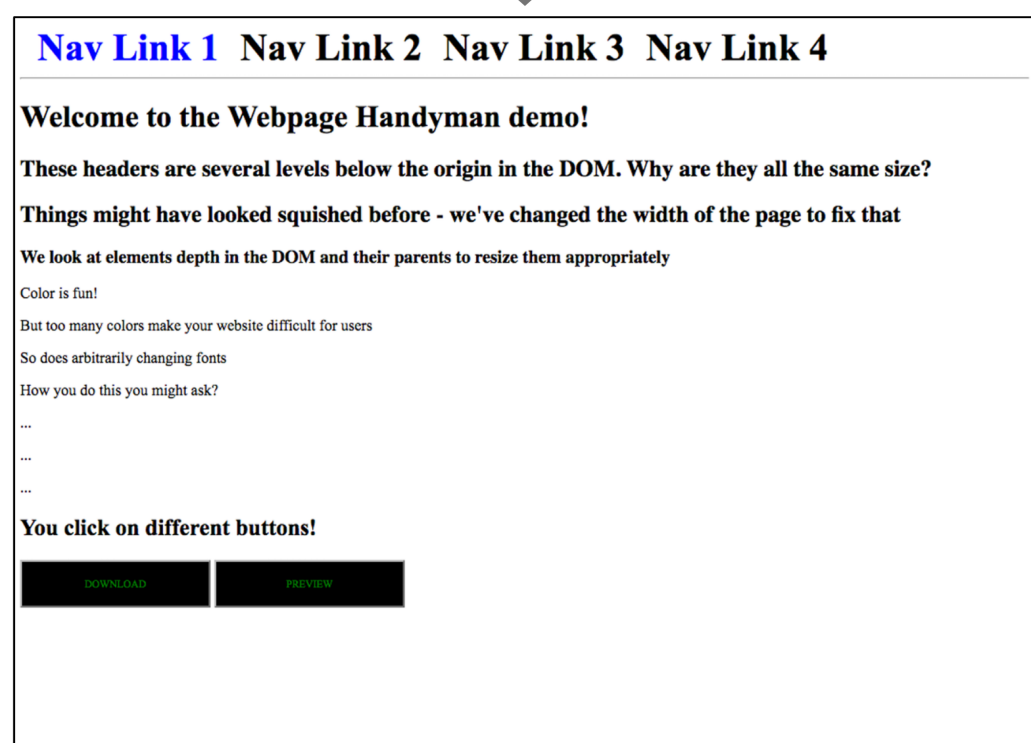 Nav Link 1 Nav Link 2 Nav Link 3 Nav Link 4
Welcome to the Webpage Handyman demo!
These headers are several levels below the origin in the DOM. Why are they all the same size?
Things might have looked squished before - we've changed the width of the page to fix that
We look at elements depth in the DOM and their parents to resize them appropriately
Color is fun!
But too many colors make your website difficult for users
So does arbitrarily changing fonts
How you do this you might ask?
...
...
...
You click on different buttons!
DOWNLOAD PREVIEW